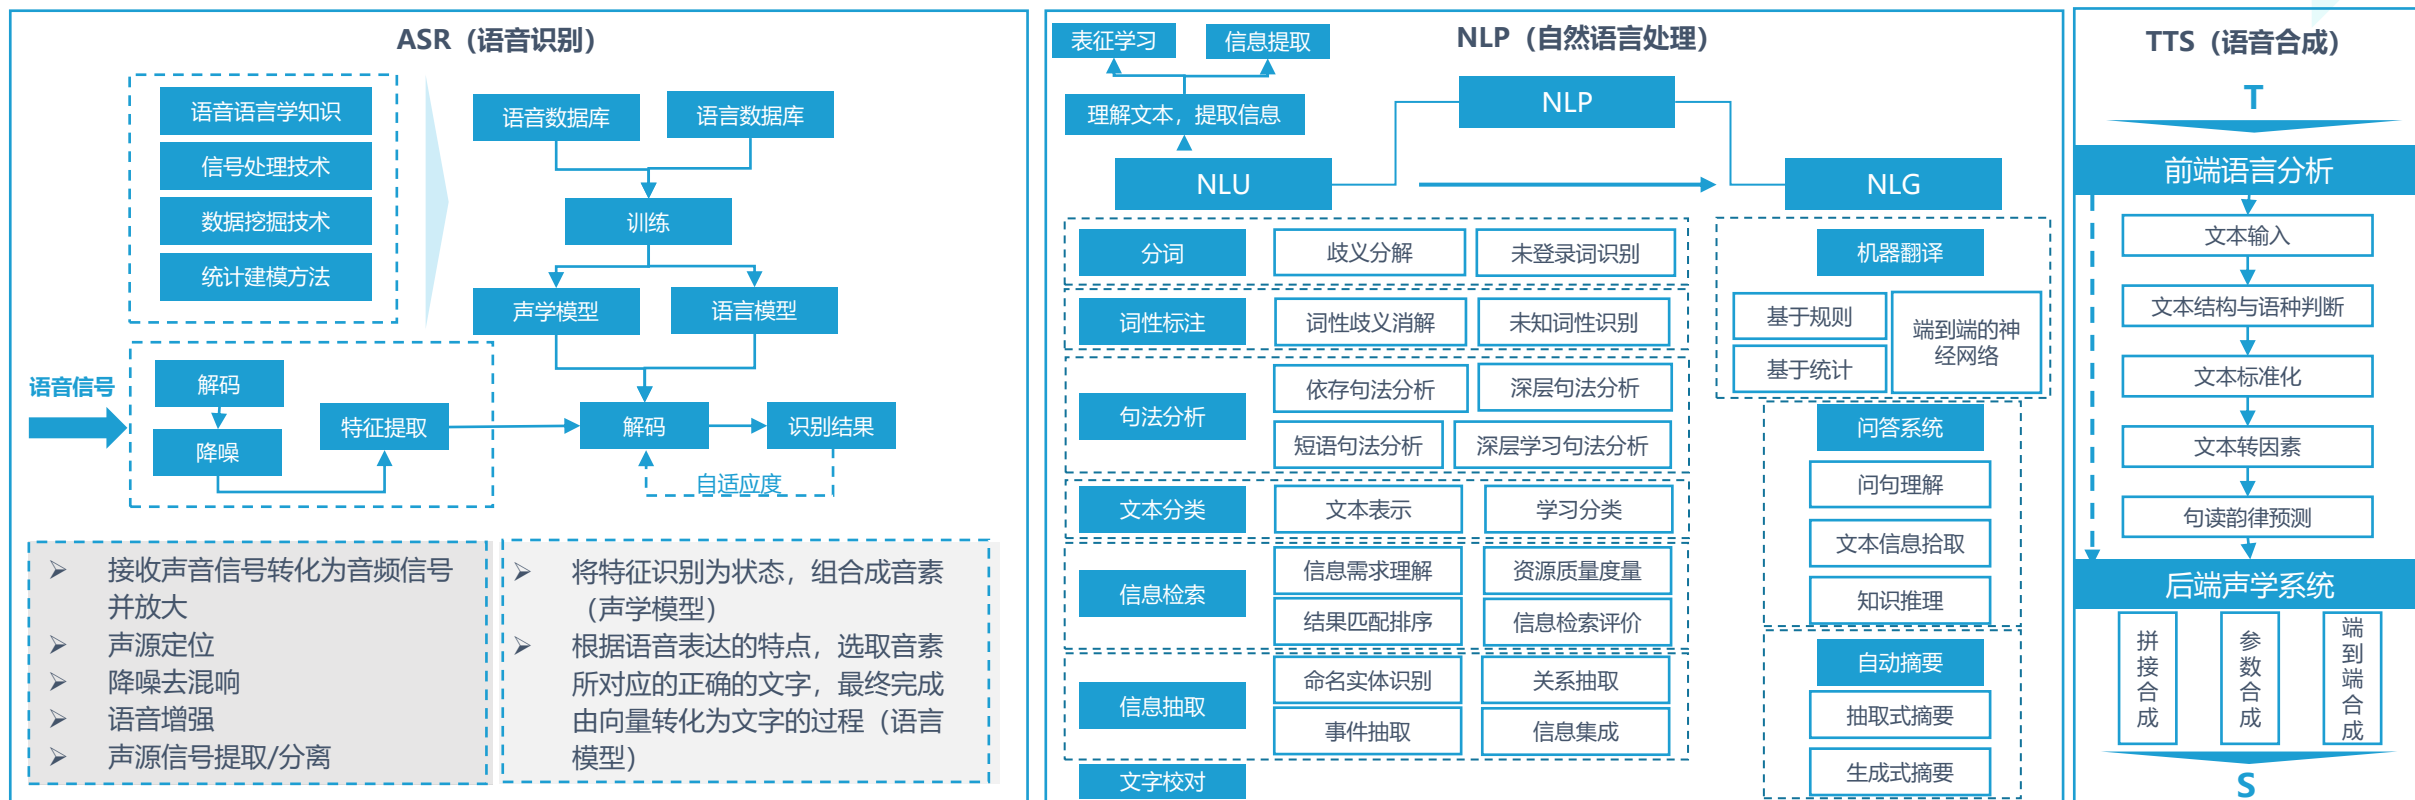 ASR（语音识别）
语音语言学知识
信号处理技术
数据挖掘技术
统计建模方法
语音数据库
语言数据库
训练
声学模型
语言模型
语音信号
解码
降噪
特征提取
解码
识别结果
自适应度
接收声音信号转化为音频信号
并放大
声源定位
降噪去混响
语音增强
声源信号提取/分离
将特征识别为状态，组合成音素
（声学模型）
根据语音表达的特点，选取音素
所对应的正确的文字，最终完成
由向量转化为文字的过程（语言
模型）
NLP（自然语言处理）
表征学习
信息提取
理解文本，提取信息
NLP
NLU
NLG
分词
歧义分解
未登录词识别
词性标注
词性歧义消解
未知词性识别
句法分析
依存句法分析
深层句法分析
短语句法分析
深层学习句法分析
文本分类
文本表示
学习分类
信息检索
信息需求理解
资源质量度量
结果匹配排序
信息检索评价
信息抽取
命名实体识别
关系抽取
事件抽取
信息集成
文字校对
机器翻译
基于规则
基于统计
端到端的神
经网络
问答系统
问句理解
文本信息拾取
知识推理
自动摘要
抽取式摘要
生成式摘要
TTS（语音合成）
T
前端语言分析
文本输入
文本结构与语种判断
文本标准化
文本转因素
句读韵律预测
后端声学系统
拼接合成
参数合成
端到端合成
S